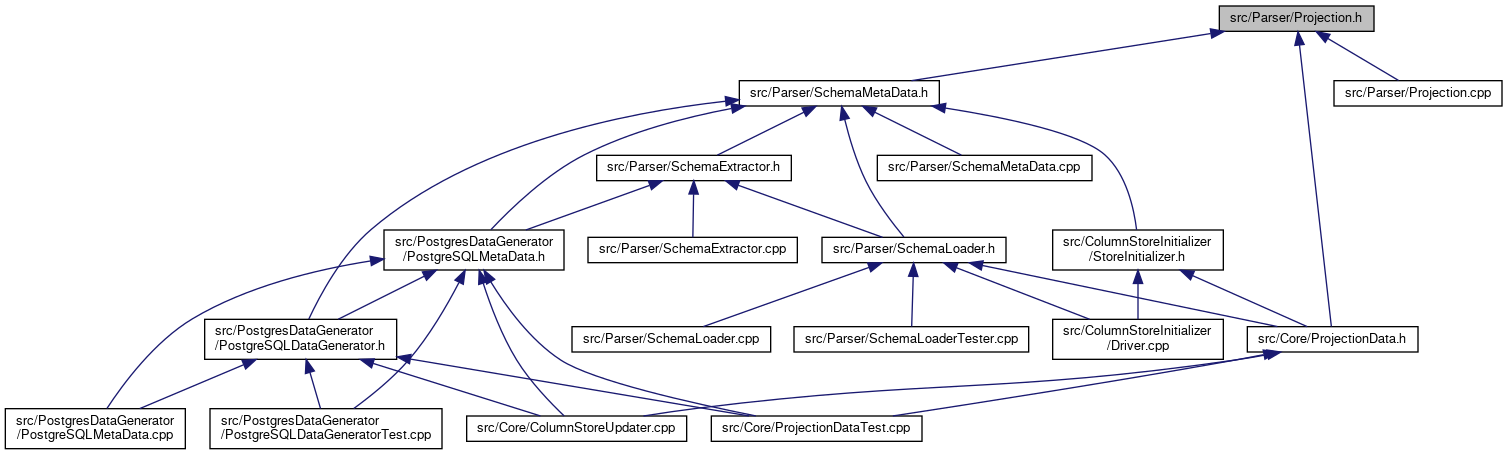 src/Parser/Projection.h
src/Parser/SchemaMetaData.h
src/Parser/Projection.cpp
src/Parser/SchemaExtractor.h
src/Parser/SchemaMetaData.cpp
src/PostgresDataGenerator
/PostgreSQLMetaData.h
src/Parser/SchemaExtractor.cpp
src/Parser/SchemaLoader.h
src/ColumnStoreInitializer
/StoreInitializer.h
src/PostgresDataGenerator
/PostgreSQLDataGenerator.h
src/Parser/SchemaLoader.cpp
src/Parser/SchemaLoaderTester.cpp
src/ColumnStoreInitializer
/Driver.cpp
src/Core/ProjectionData.h
src/PostgresDataGenerator
/PostgreSQLMetaData.cpp
src/PostgresDataGenerator
/PostgreSQLDataGeneratorTest.cpp
src/Core/ColumnStoreUpdater.cpp
src/Core/ProjectionDataTest.cpp